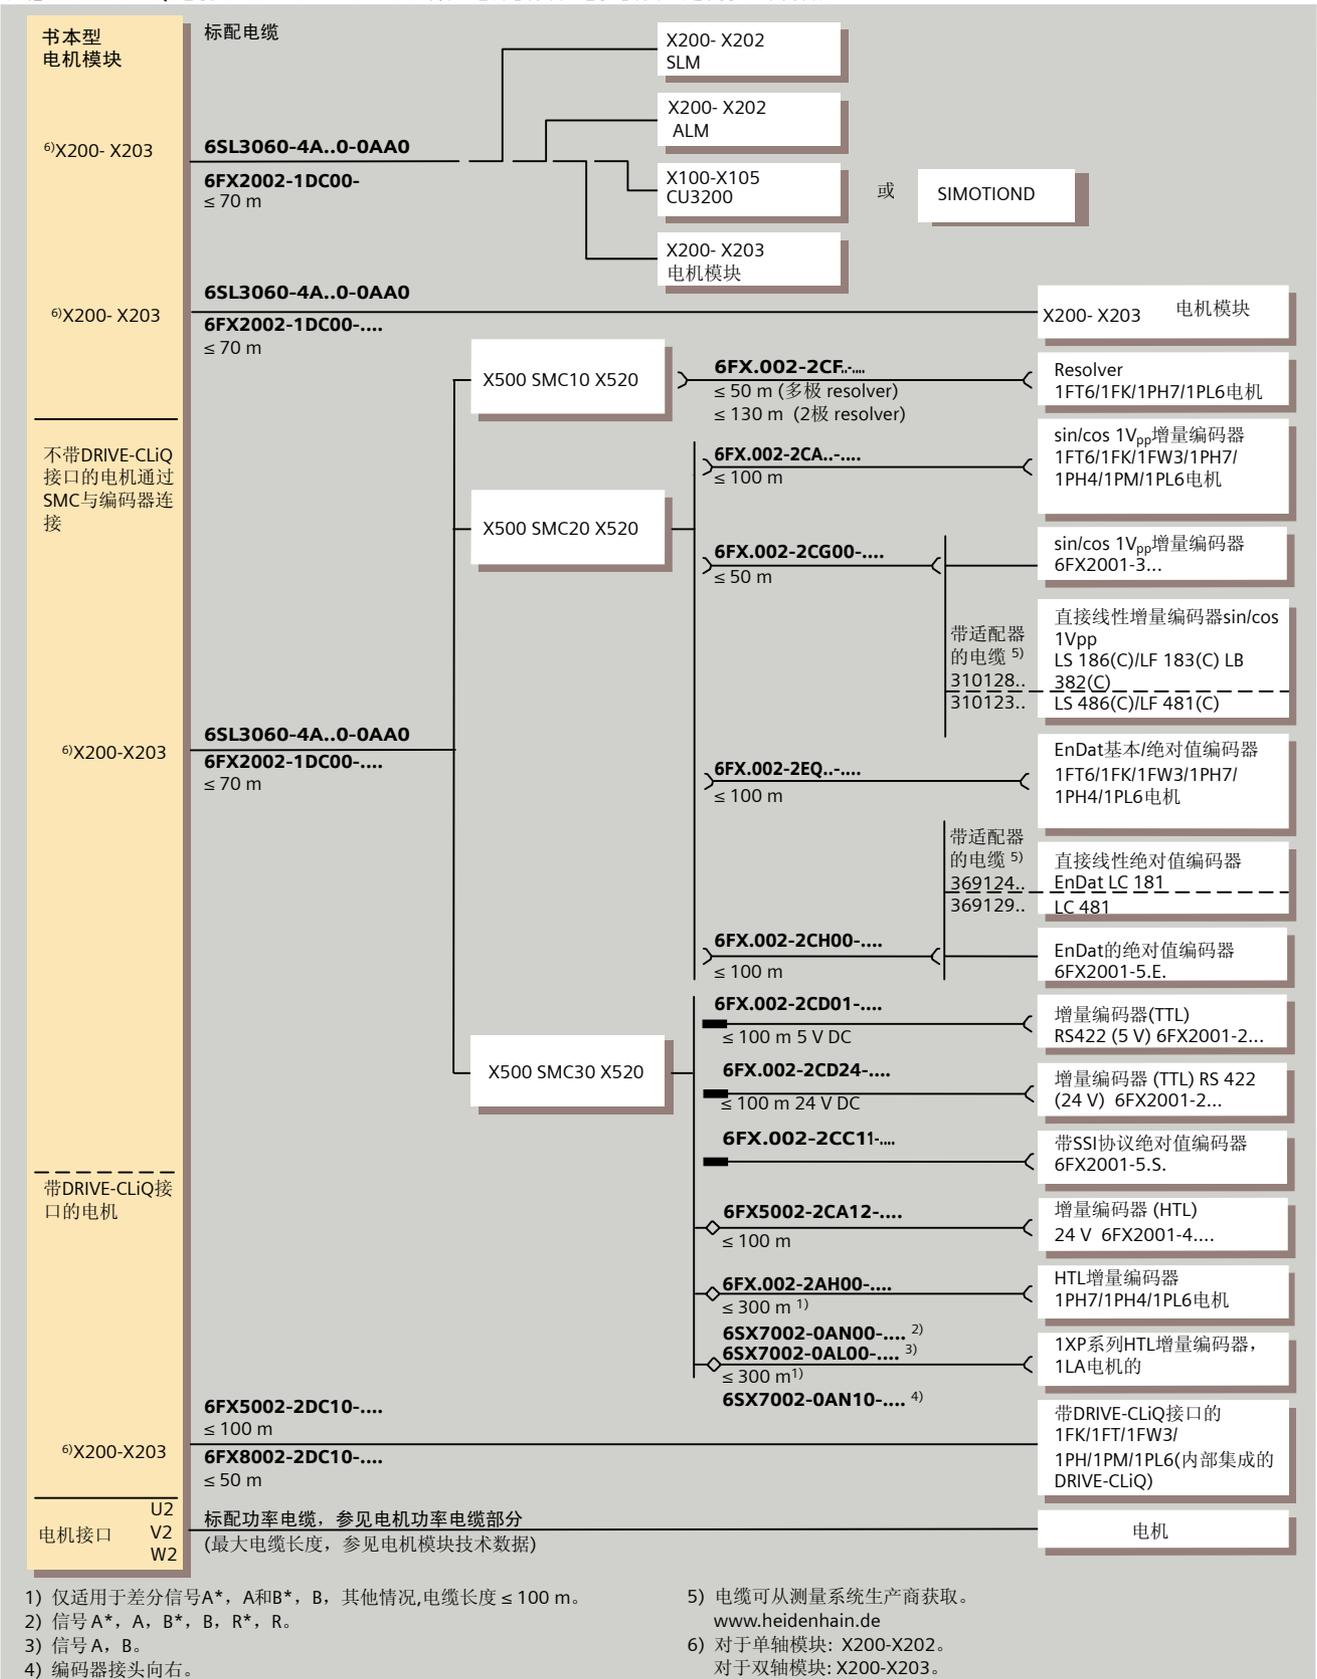 书本型
电机模块
标配电缆
X200- X202
SLM
X200- X202
ALM
6)X200- X203
6SL3060-4A..0-0AA0
6FX2002-1DC00-
≤ 70 m
X100-X105
CU3200
或
SIMOTIOND
X200- X203
电机模块
6)X200- X203
6SL3060-4A..0-0AA0
6FX2002-1DC00-....
≤ 70 m
X200- X203 电机模块
X500 SMC10 X520
6FX.002-2CF..-....
≤ 50 m (多极 resolver)
≤ 130 m (2极 resolver)
Resolver
1FT6/1FK/1PH7/1PL6电机
不带DRIVE-CLiQ
接口的电机通过
SMC与编码器连
接
6FX.002-2CA..-....
≤ 100 m
sin/cos 1Vpp增量编码器
1FT6/1FK/1FW3/1PH7/
1PH4/1PM/1PL6电机
X500 SMC20 X520
6FX.002-2CG00-....
≤ 50 m
sin/cos 1Vpp增量编码器
6FX2001-3...
带适配器
的电缆 5)
310128..
310123..
直接线性增量编码器sin/cos
1Vpp
LS 186(C)/LF 183(C) LB
382(C)
LS 486(C)/LF 481(C)
6)X200-X203
6SL3060-4A..0-0AA0
6FX2002-1DC00-....
≤ 70 m
6FX.002-2EQ..-....
≤ 100 m
EnDat基本/绝对值编码器
1FT6/1FK/1FW3/1PH7/
1PH4/1PL6电机
带适配器
的电缆 5)
369124..
369129..
直接线性绝对值编码器
EnDat LC 181
LC 481
6FX.002-2CH00-....
≤ 100 m
EnDat的绝对值编码器
6FX2001-5.E.
X500 SMC30 X520
6FX.002-2CD01-....
≤ 100 m 5 V DC
增量编码器(TTL)
RS422 (5 V) 6FX2001-2...
6FX.002-2CD24-....
≤ 100 m 24 V DC
增量编码器 (TTL) RS 422
(24 V) 6FX2001-2...
6FX.002-2CC11-....
带SSI协议绝对值编码器
6FX2001-5.S.
带DRIVE-CLiQ接
口的电机
6FX5002-2CA12-....
≤ 100 m
增量编码器 (HTL)
24 V 6FX2001-4....
6FX.002-2AH00-....
≤ 300 m 1)
HTL增量编码器
1PH7/1PH4/1PL6电机
6SX7002-0AN00-.... 2)
6SX7002-0AL00-.... 3)
≤ 300 m1)
6SX7002-0AN10-.... 4)
1XP系列HTL增量编码器，
1LA电机的
6)X200-X203
6FX5002-2DC10-....
≤ 100 m
6FX8002-2DC10-....
≤ 50 m
带DRIVE-CLiQ接口的
1FK/1FT/1FW3/
1PH/1PM/1PL6(内部集成的
DRIVE-CLiQ)
电机接口
U2
V2
W2
标配功率电缆，参见电机功率电缆部分
(最大电缆长度，参见电机模块技术数据)
电机
1) 仅适用于差分信号A*，A和B*，B，其他情况,电缆长度 ≤ 100 m。
2) 信号 A*，A，B*，B，R*，R。
3) 信号 A，B。
4) 编码器接头向右。
5) 电缆可从测量系统生产商获取。
www.heidenhain.de
6) 对于单轴模块: X200-X202。
对于双轴模块: X200-X203。